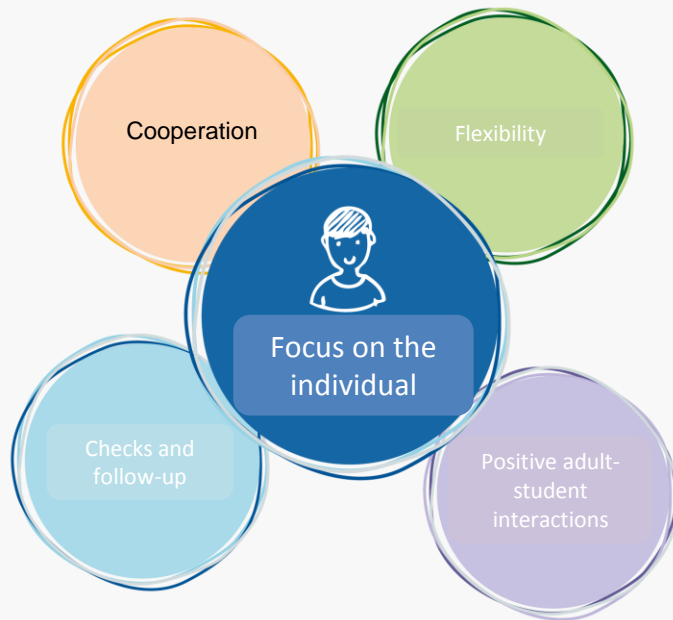 Cooperation
Flexibility
Focus on the
individual
Checks and
follow-up
Positive adult-
student
interactions